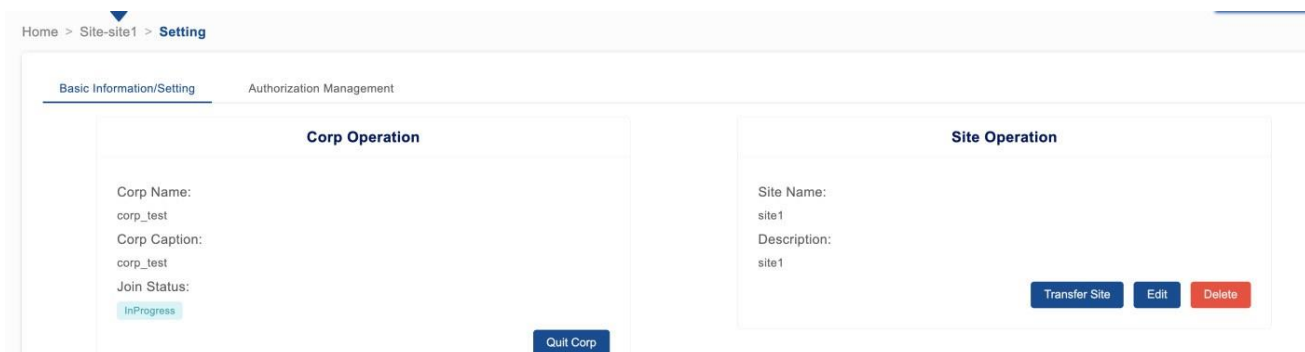 Home > Site-site1 > Setting
Basic Information/Setting Authorization Management
Corp Operation
Corp Name:
corp_test
Corp Caption:
corp_test
Join Status:
InProgress
Quit Corp
Site Operation
Site Name:
site1
Description:
site1
Transfer Site Edit Delete